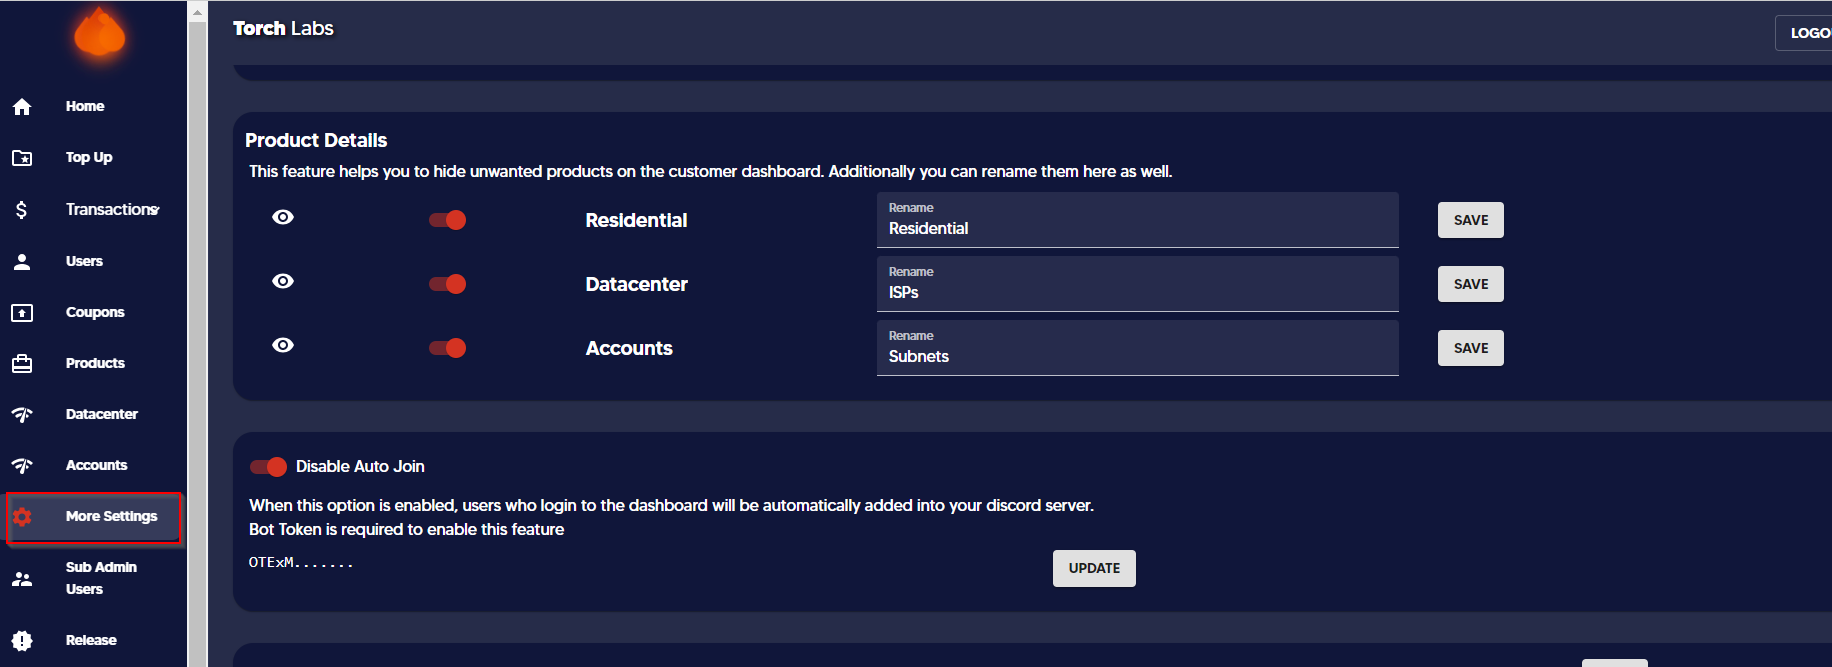 Torch Labs
LOGO
Home
Top Up
Transactions
Users
Coupons
Products
Datacenter
Accounts
More Settings
Sub Admin
Users
Release
Product Details
This feature helps you to hide unwanted products on the customer dashboard. Additionally you can rename them here as well.
Residential
Rename
Residential
SAVE
Datacenter
Rename
ISPs
SAVE
Accounts
Rename
Subnets
SAVE
Disable Auto Join
When this option is enabled, users who login to the dashboard will be automatically added into your discord server.
Bot Token is required to enable this feature
OTExM.......
UPDATE